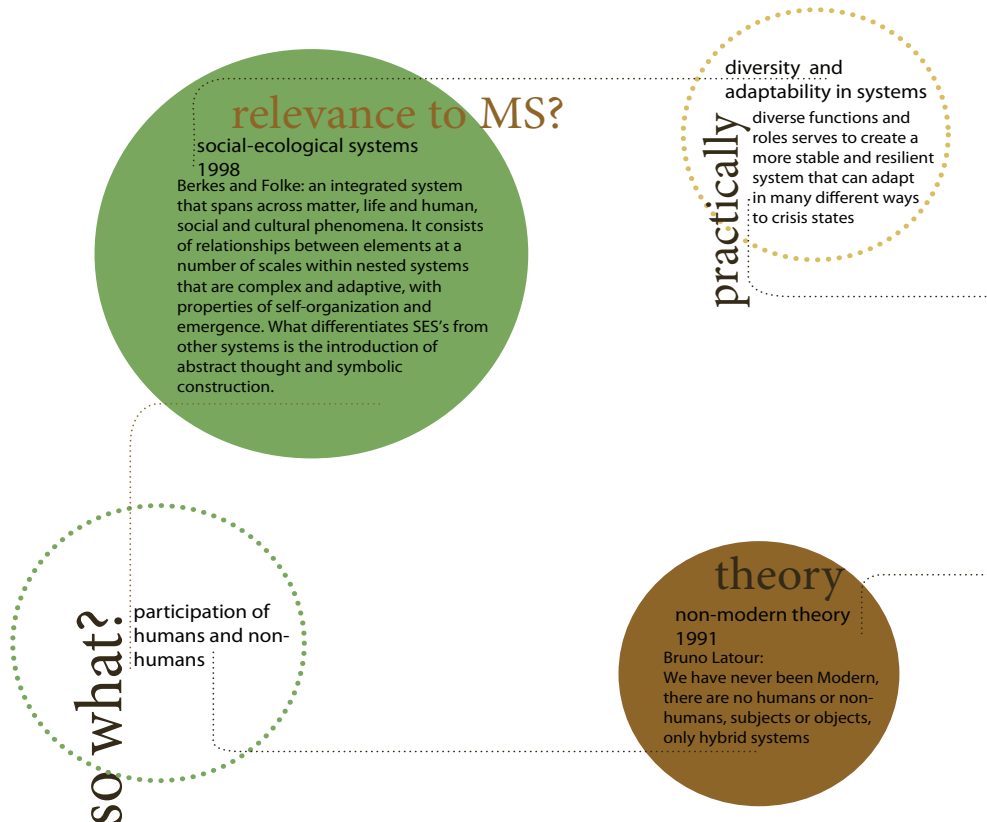 relevance to MS?
social-ecological systems
1998
Berkes and Folke: an integrated system
that spans across matter, life and human,
social and cultural phenomena. It consists
of relationships between elements at a
number of scales within nested systems
that are complex and adaptive, with
properties of self-organization and
emergence. What differentiates SES's from
other systems is the introduction of
abstract thought and symbolic
construction.
practically
diversity and
adaptability in systems
diverse functions and
roles serves to create a
more stable and resilient
system that can adapt
in many different ways
to crisis states
so what?
participation of
humans and non-
humans
theory
non-modern theory
1991
Bruno Latour:
We have never been Modern,
there are no humans or non-
humans, subjects or objects,
only hybrid systems